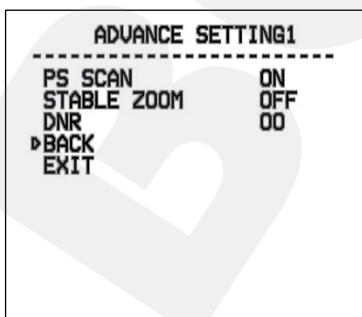 ADVANCE SETTING1
------------------------
PS SCAN ON
STABLE ZOOM OFF
DNR 00
▷BACK
EXIT